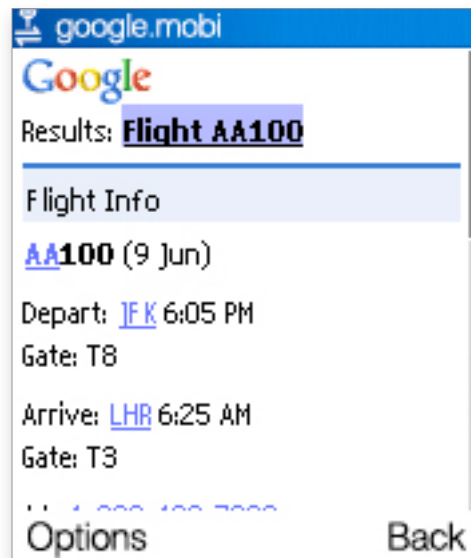 google.mobi
Google
Results: Flight AA100
Flight Info
AA100 (9 Jun)
Depart: JFK 6:05 PM
Gate: T8
Arrive: LHR 6:25 AM
Gate: T3
Options Back